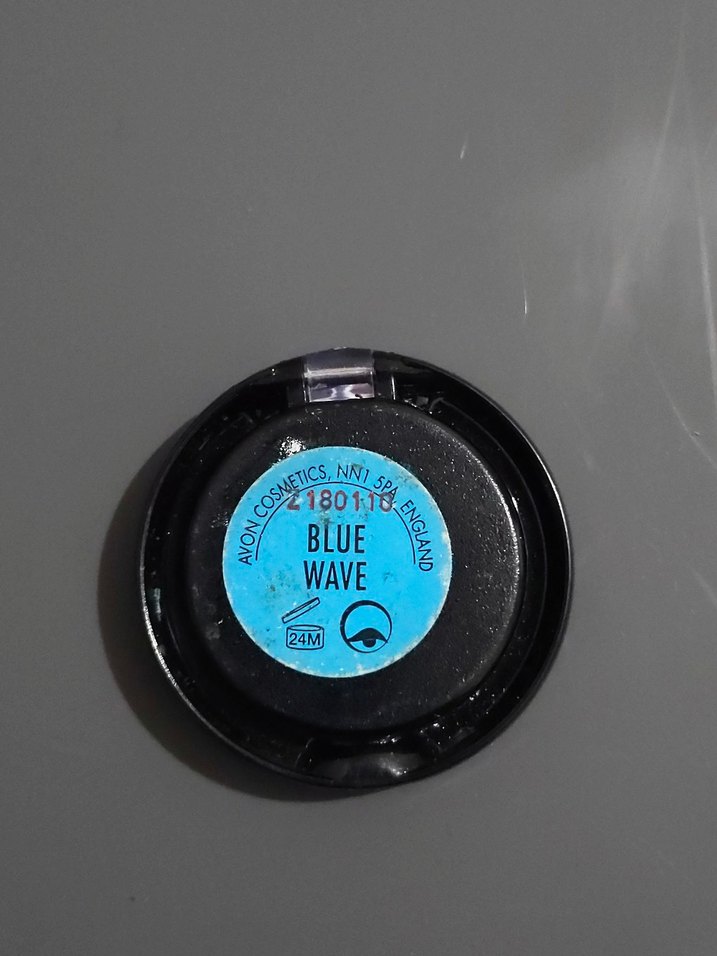 AVON COSMETICS, NN1 5PA, ENGLAND
2180110
BLUE
WAVE
24M